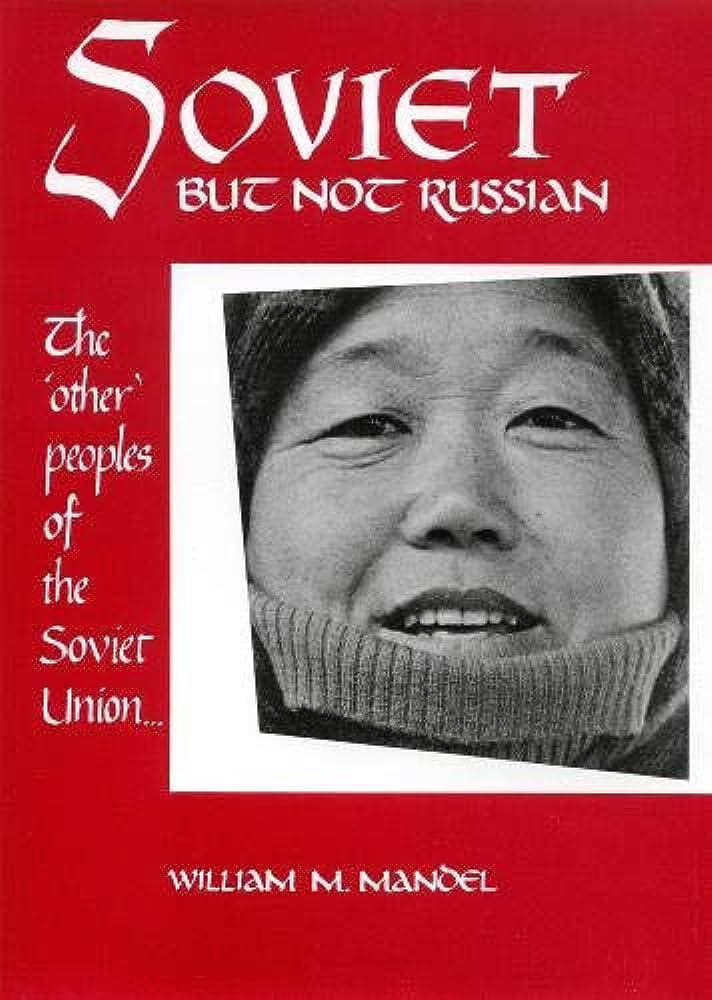 SOVIET
BUT NOT RUSSIAN
The
‘other’
peoples
of
the
Soviet
Union...
WILLIAM M. MANDEL